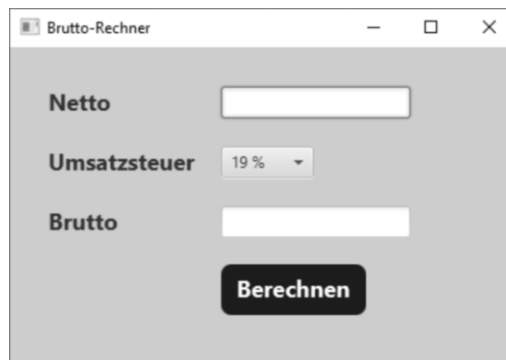 Brutto-Rechner
Netto
Umsatzsteuer 19 %
Brutto
Berechnen